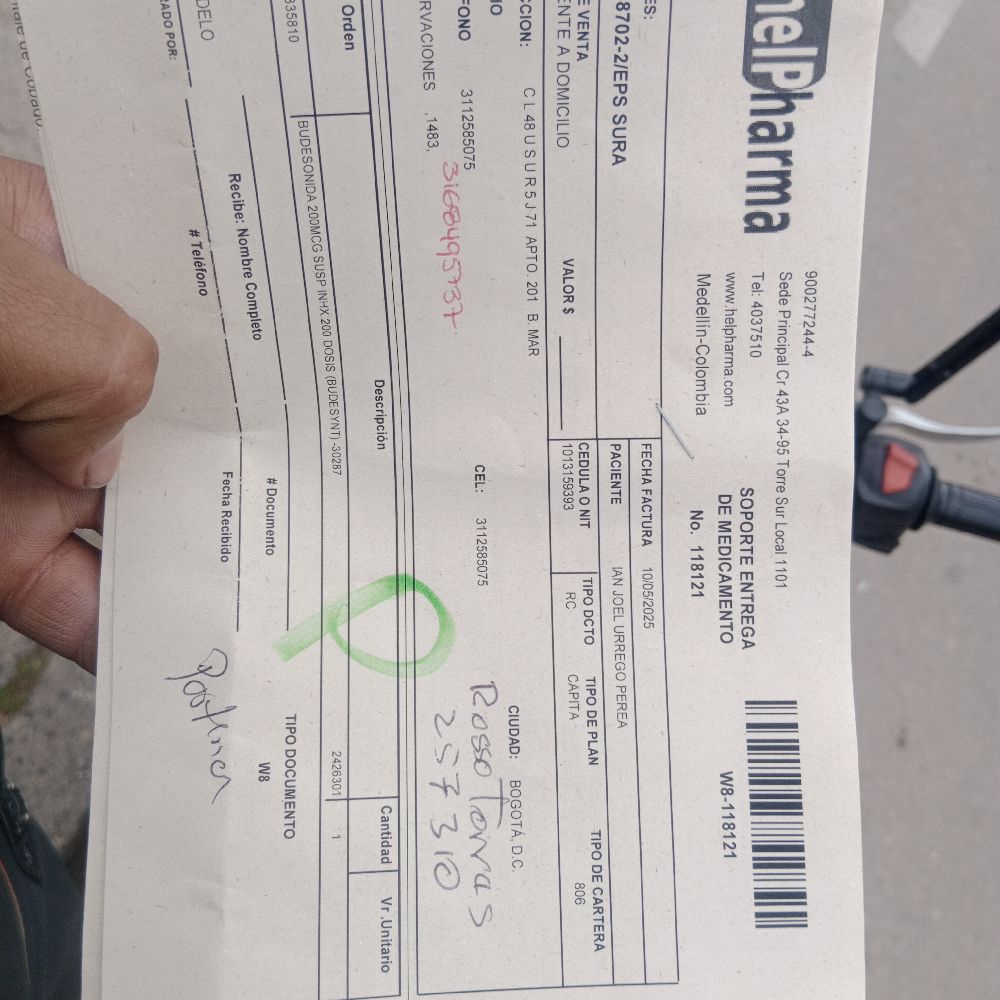 helPharma
900277244-4
Sede Principal Cr 43A 34-95 Torre Sur Local 1101
Tel: 4037510
www.helpharma.com
Medellín-Colombia
SOPORTE ENTREGA
DE MEDICAMENTO
No. 118121
W8-118121
ES:
8702-2/EPS SURA
FECHA FACTURA 10/05/2025
PACIENTE IAN JOEL URREGO PEREA
E VENTA
ENTE A DOMICILIO
VALOR $
CEDULA O NIT
1013159393
TIPO DCTO
RC
TIPO DE PLAN
CAPITA
TIPO DE CARTERA
806
CCION: C L 48 U S U R 5 J 71 APTO. 201 B. MAR
CIUDAD: BOGOTÁ, D.C.
IO
FONO 3112585075
CEL: 3112585075
RVACIONES ,1483,
3168495737
Rosso Torras
257310
Orden
Descripción
Cantidad
Vr .Unitario
835810
BUDESONIDA 200MCG SUSP INHX 200 DOSIS (BUDESYNT) -30287
2426301
1
Recibe: Nombre Completo
# Documento
TIPO DOCUMENTO
W8
DELO
# Teléfono
Fecha Recibido
RADO POR: